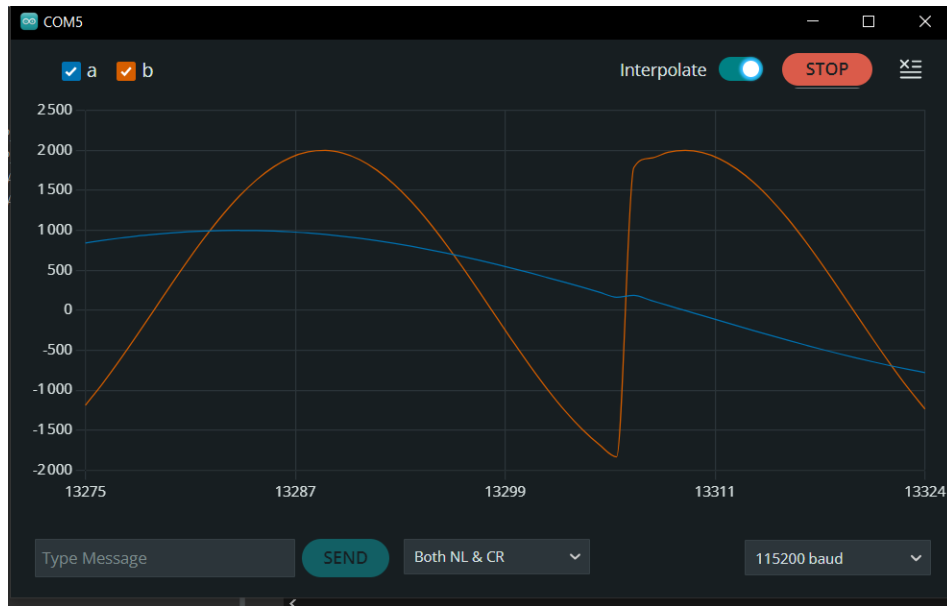 COM5
a b
Interpolate STOP
2500
2000
1500
1000
500
0
-500
-1000
-1500
-2000
13275 13287 13299 13311 13324
Type Message SEND Both NL & CR 115200 baud